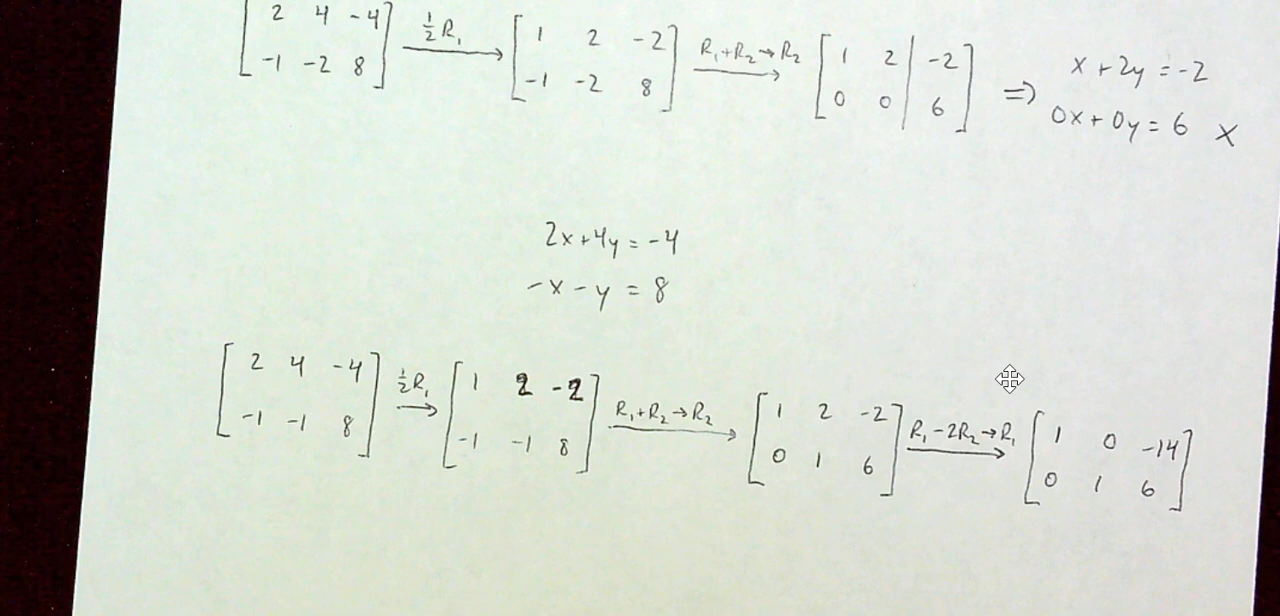 [2 4 -4; -1 -2 8] ½R₁ → [1 2 -2; -1 -2 8] R₁+R₂→R₂ → [1 2 | -2; 0 0 | 6] ⇒ x+2y=-2
0x+0y=6 X
2x+4y=-4
-x-y=8
[2 4 -4; -1 -1 8] ½R₁ → [1 2 -2; -1 -1 8] R₁+R₂→R₂ → [1 2 -2; 0 1 6] R₁-2R₂→R₁ → [1 0 -14; 0 1 6]